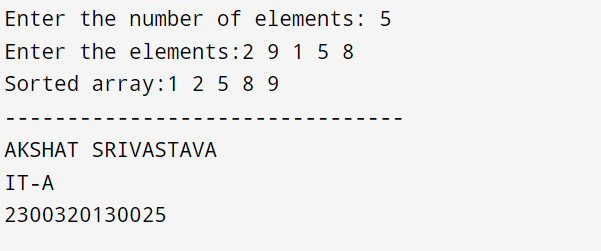 Enter the number of elements: 5
Enter the elements:2 9 1 5 8
Sorted array:1 2 5 8 9
--------------------------------
AKSHAT SRIVASTAVA
IT-A
2300320130025